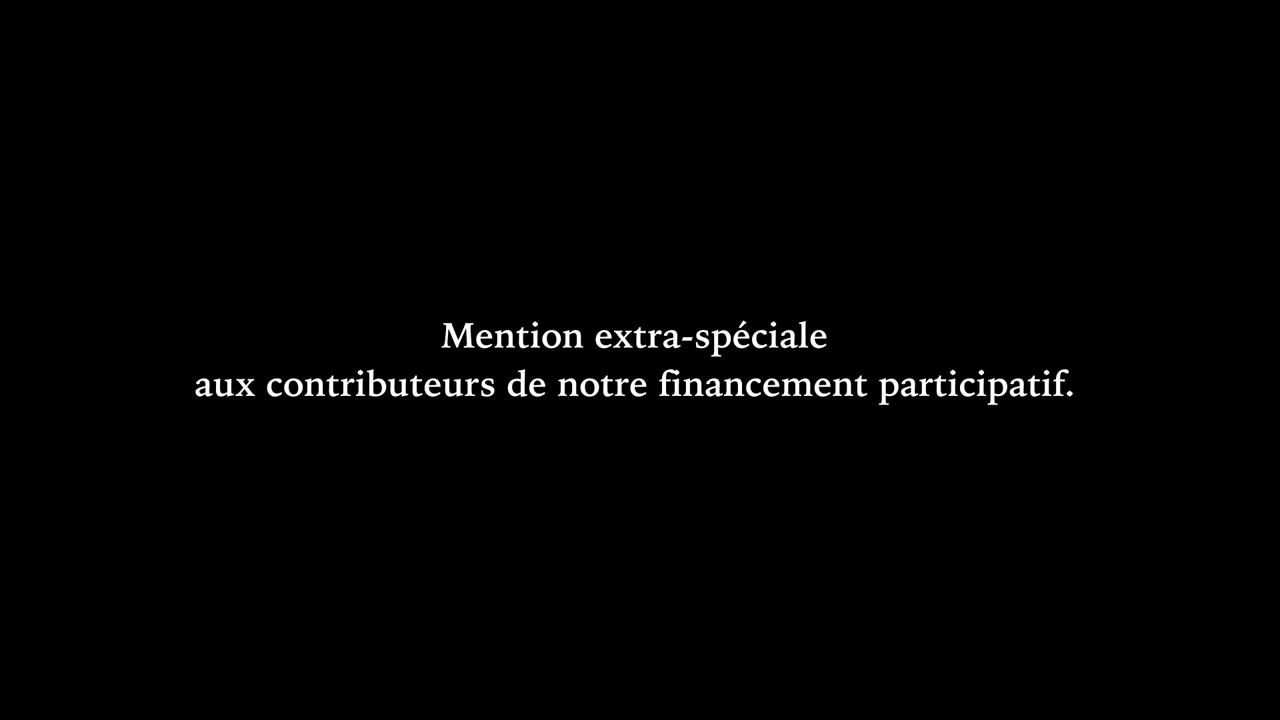 Mention extra-spéciale
aux contributeurs de notre financement participatif.